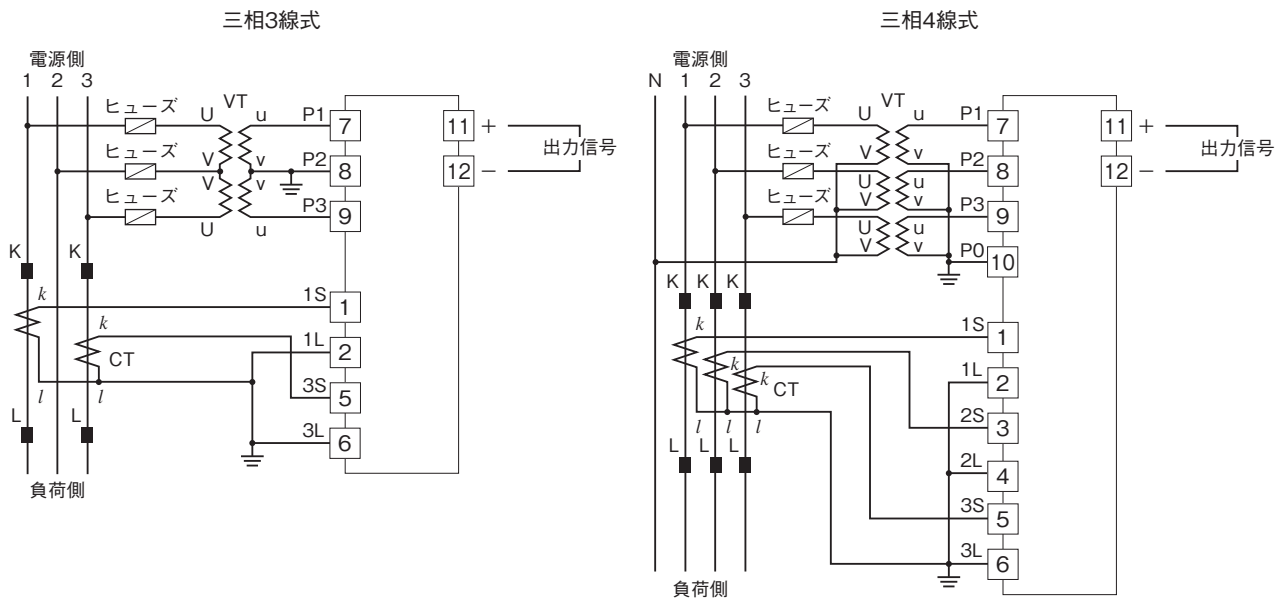 三相3線式
電源側
1 2 3
ヒューズ
ヒューズ
ヒューズ
VT
U u
V v
V v
U u
P1 7
P2 8
P3 9
11 +
12 −
出力信号
K K
k
k
CT
l l
L L
1S 1
1L 2
3S 5
3L 6
負荷側
三相4線式
電源側
N 1 2 3
ヒューズ
ヒューズ
ヒューズ
VT
U u
V v
U u
V v
U u
V v
P1 7
P2 8
P3 9
P0 10
11 +
12 −
出力信号
K K K
k
k
k CT
l l l
L L L
1S 1
1L 2
2S 3
2L 4
3S 5
3L 6
負荷側